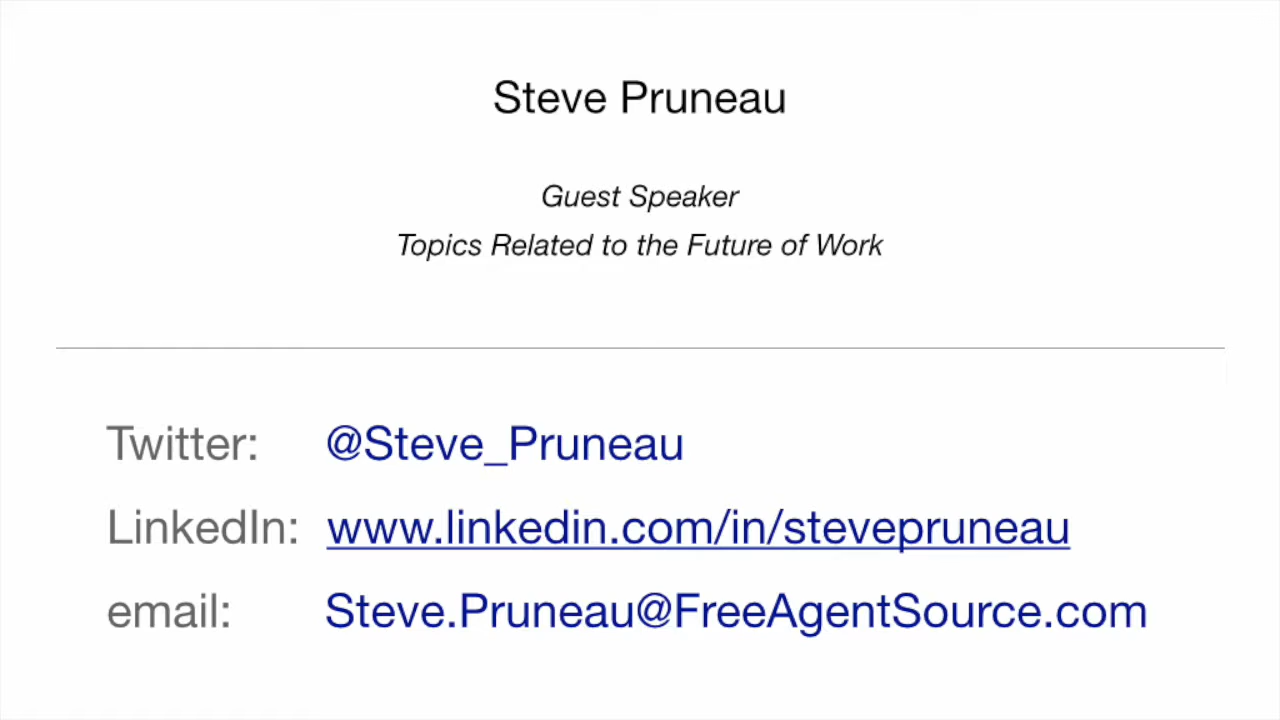 Steve Pruneau
Guest Speaker
Topics Related to the Future of Work
Twitter: @Steve_Pruneau
LinkedIn: www.linkedin.com/in/stevepruneau
email: Steve.Pruneau@FreeAgentSource.com